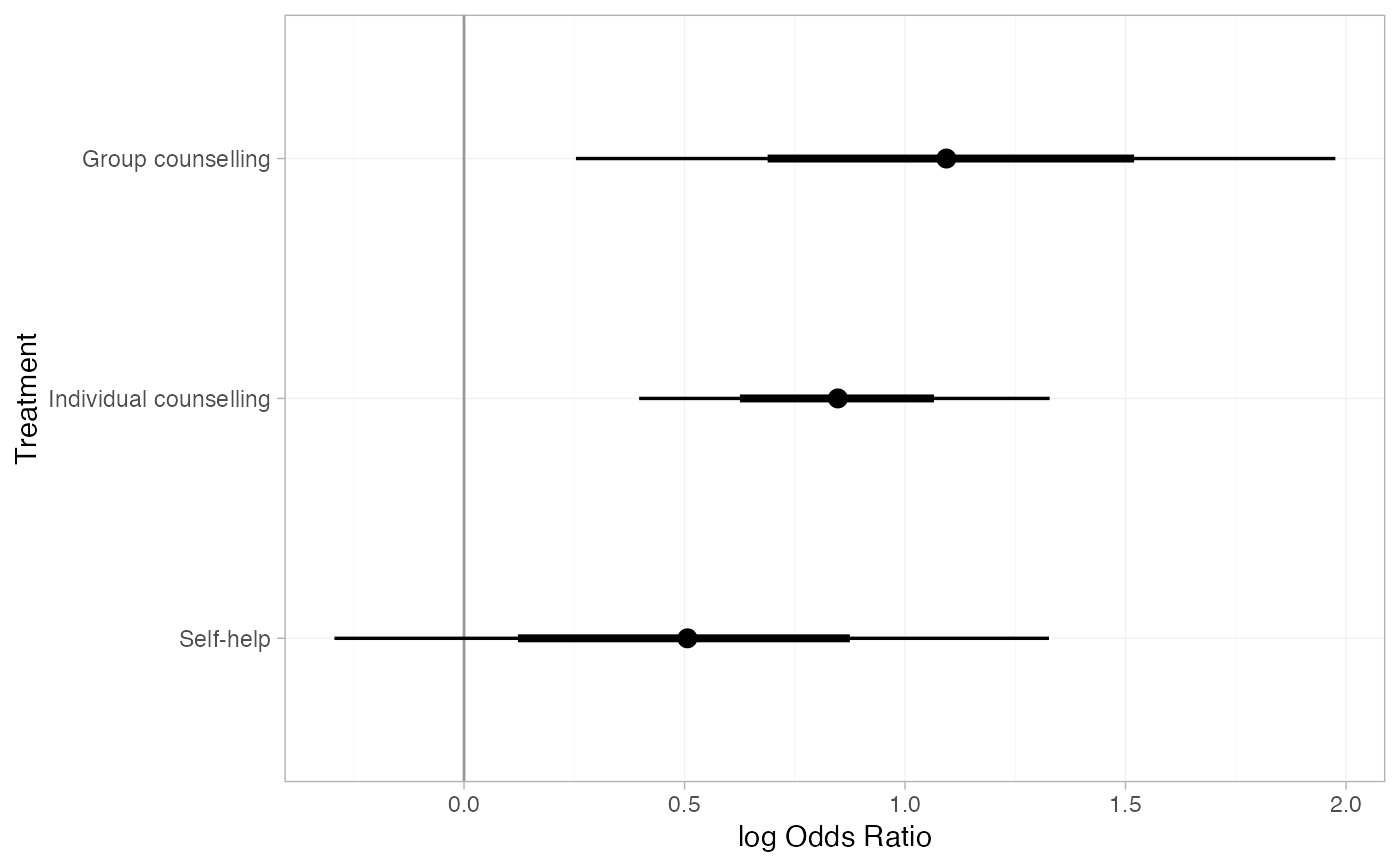 Treatment
Group counselling
Individual counselling
Self-help
0.0 0.5 1.0 1.5 2.0
log Odds Ratio